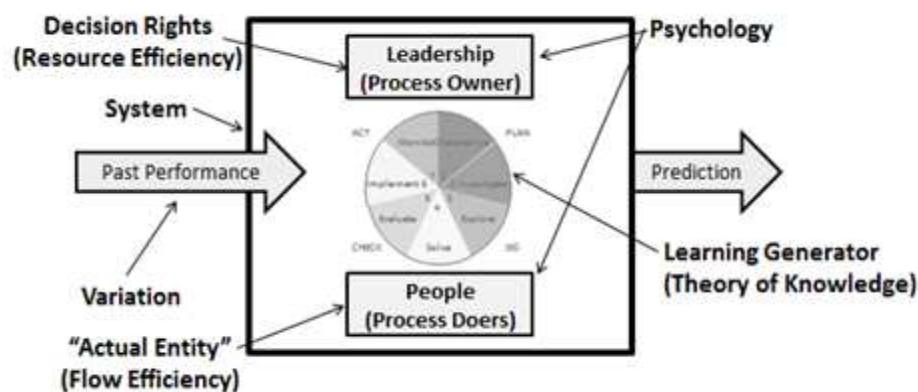 Decision Rights
(Resource Efficiency)
Leadership
(Process Owner)
Psychology
System
ACT
PLAN
Past Performance
Implement
Prediction
Evaluate
Explore
CHECK
Solve
DO
Learning Generator
(Theory of Knowledge)
Variation
People
(Process Doers)
“Actual Entity”
(Flow Efficiency)